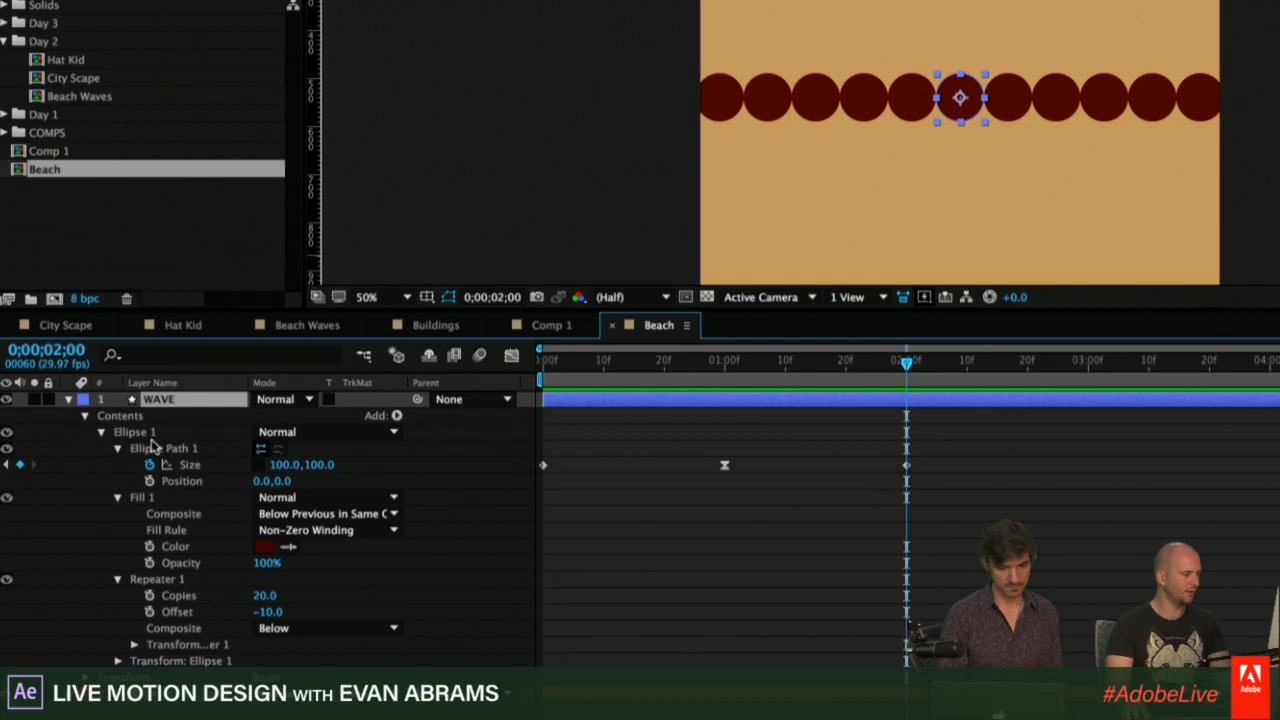 Solids
Day 3
Day 2
Hat Kid
City Scape
Beach Waves
Day 1
COMPS
Comp 1
Beach
8 bpc
50%
0;00;02;00
(Half)
Active Camera
1 View
+0.0
City Scape
Hat Kid
Beach Waves
Buildings
Comp 1
× Beach
0;00;02;00
00060 (29.97 fps)
:00f 10f 20f 01:00f 10f 20f 10f 20f 03:00f 10f 20f 04:00
# Layer Name Mode T TrkMat Parent
1 WAVE Normal None
Contents Add:
Ellipse 1 Normal
Path 1
Size 100.0,100.0
Position 0.0,0.0
Fill 1 Normal
Composite Below Previous in Same C
Fill Rule Non-Zero Winding
Color
Opacity 100%
Repeater 1
Copies 20.0
Offset -10.0
Composite Below
Transform...er 1
Transform: Ellipse 1
Ae LIVE MOTION DESIGN WITH EVAN ABRAMS
#AdobeLive
Adobe